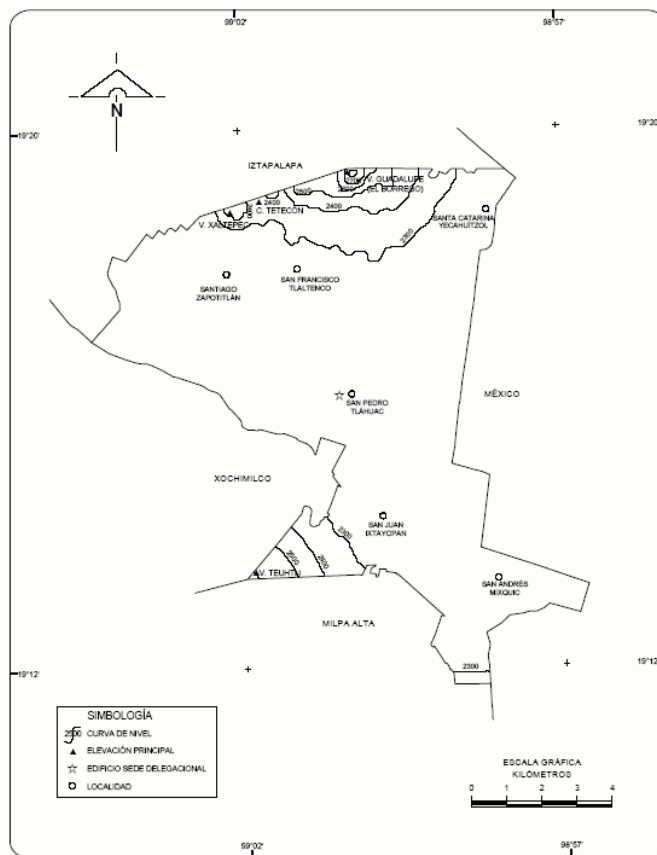 99°02'
98°57'
19°20'
19°20'
N
IZTAPALAPA
V. GUADALUPE
(EL BORREGO)
2400
C. TETECÓN
V. XALTEPEC
2400
SANTA CATARINA
YECAHUITZOL
2300
SANTIAGO
ZAPOTITLÁN
SAN FRANCISCO
TLALTENCO
SAN PEDRO
TLÁHUAC
MÉXICO
XOCHIMILCO
SAN JUAN
IXTAYOPAN
2300
V. TEUHTLI
SAN ANDRÉS
MIXQUIC
MILPA ALTA
2300
19°12'
19°12'
SIMBOLOGÍA
2500 CURVA DE NIVEL
ELEVACIÓN PRINCIPAL
EDIFICIO SEDE DELEGACIONAL
LOCALIDAD
ESCALA GRÁFICA
KILÓMETROS
0 1 2 3 4
99°02'
98°57'